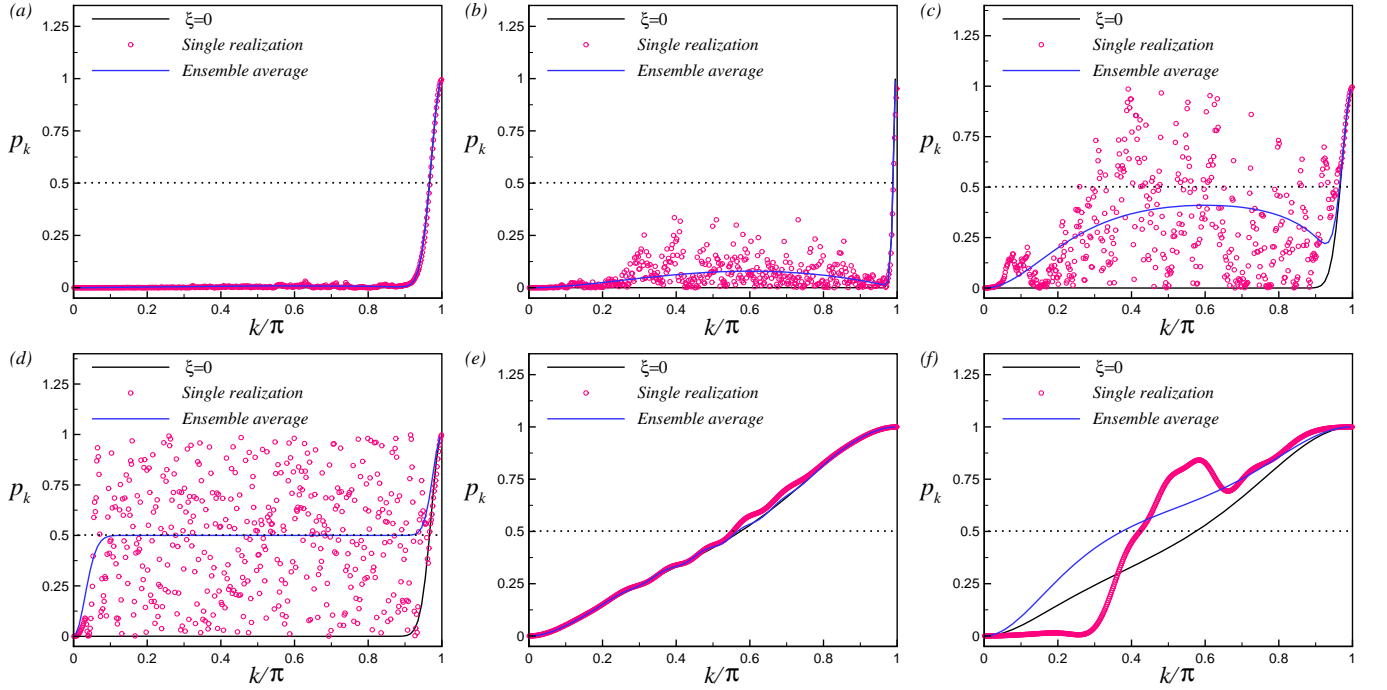 (a)
ξ=0
Single realization
Ensemble average
1.25
1
0.75
0.5
0.25
0
p_k
0 0.2 0.4 0.6 0.8 1
k/π
(b)
ξ=0
Single realization
Ensemble average
1.25
1
0.75
0.5
0.25
0
p_k
0 0.2 0.4 0.6 0.8 1
k/π
(c)
ξ=0
Single realization
Ensemble average
1.25
1
0.75
0.5
0.25
0
p_k
0 0.2 0.4 0.6 0.8 1
k/π
(d)
ξ=0
Single realization
Ensemble average
1.25
1
0.75
0.5
0.25
0
p_k
0 0.2 0.4 0.6 0.8 1
k/π
(e)
ξ=0
Single realization
Ensemble average
1.25
1
0.75
0.5
0.25
0
p_k
0 0.2 0.4 0.6 0.8 1
k/π
(f)
ξ=0
Single realization
Ensemble average
1.25
1
0.75
0.5
0.25
0
p_k
0 0.2 0.4 0.6 0.8 1
k/π